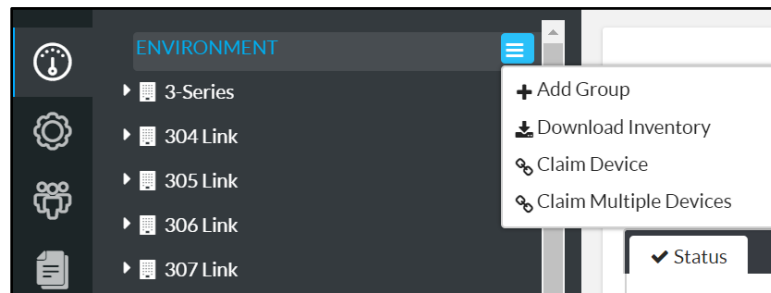 ENVIRONMENT
3-Series
304 Link
305 Link
306 Link
307 Link
Add Group
Download Inventory
Claim Device
Claim Multiple Devices
Status